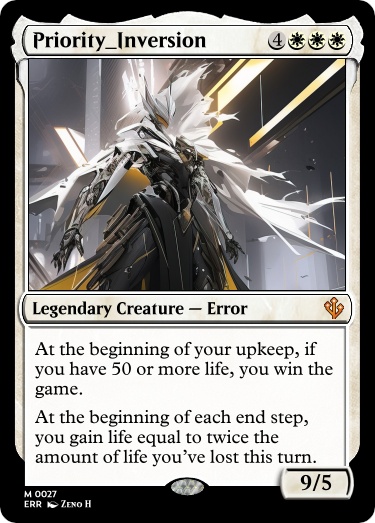 Priority_Inversion 4
Legendary Creature — Error
At the beginning of your upkeep, if
you have 50 or more life, you win the
game.
At the beginning of each end step,
you gain life equal to twice the
amount of life you've lost this turn.
9/5
M 0027
ERR Zeno H